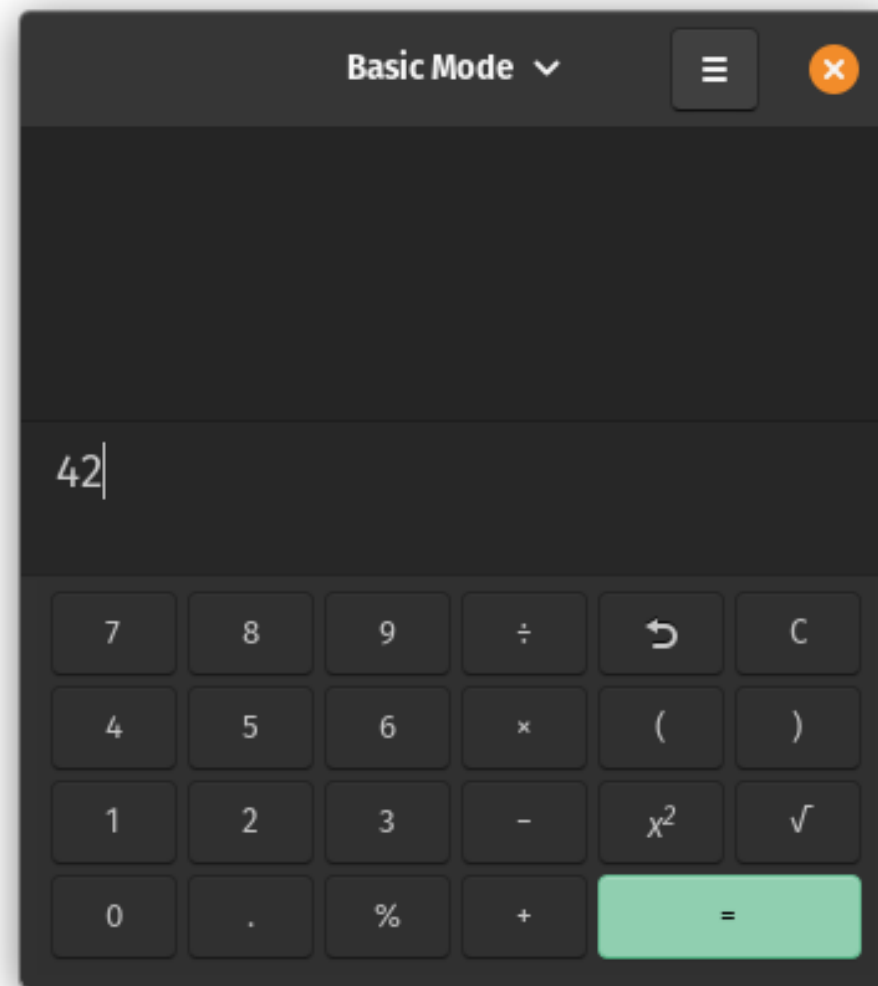 Basic Mode
42
7 8 9 ÷ C
4 5 6 × ( )
1 2 3 − x² √
0 . % + =